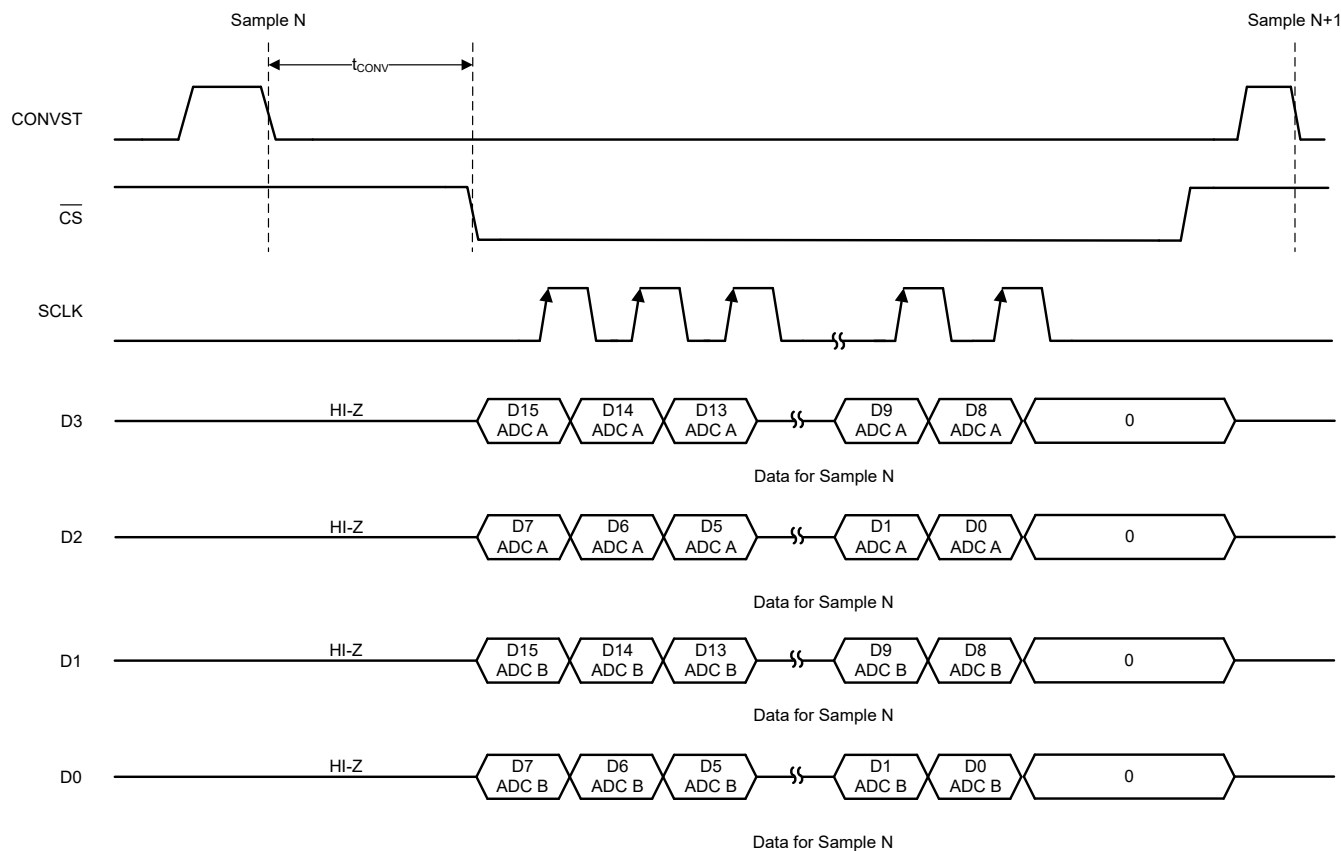 Sample N
Sample N+1
tCONV
CONVST
CS
SCLK
D3
HI-Z
D15
ADC A
D14
ADC A
D13
ADC A
D9
ADC A
D8
ADC A
0
Data for Sample N
D2
HI-Z
D7
ADC A
D6
ADC A
D5
ADC A
D1
ADC A
D0
ADC A
0
Data for Sample N
D1
HI-Z
D15
ADC B
D14
ADC B
D13
ADC B
D9
ADC B
D8
ADC B
0
Data for Sample N
D0
HI-Z
D7
ADC B
D6
ADC B
D5
ADC B
D1
ADC B
D0
ADC B
0
Data for Sample N